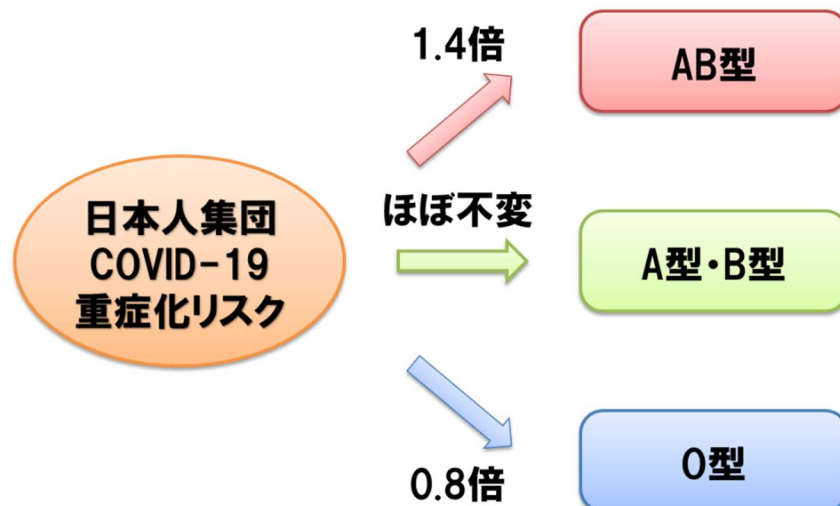 1.4倍
AB型
日本人集団
COVID-19
重症化リスク
ほぼ不変
A型・B型
0.8倍
O型